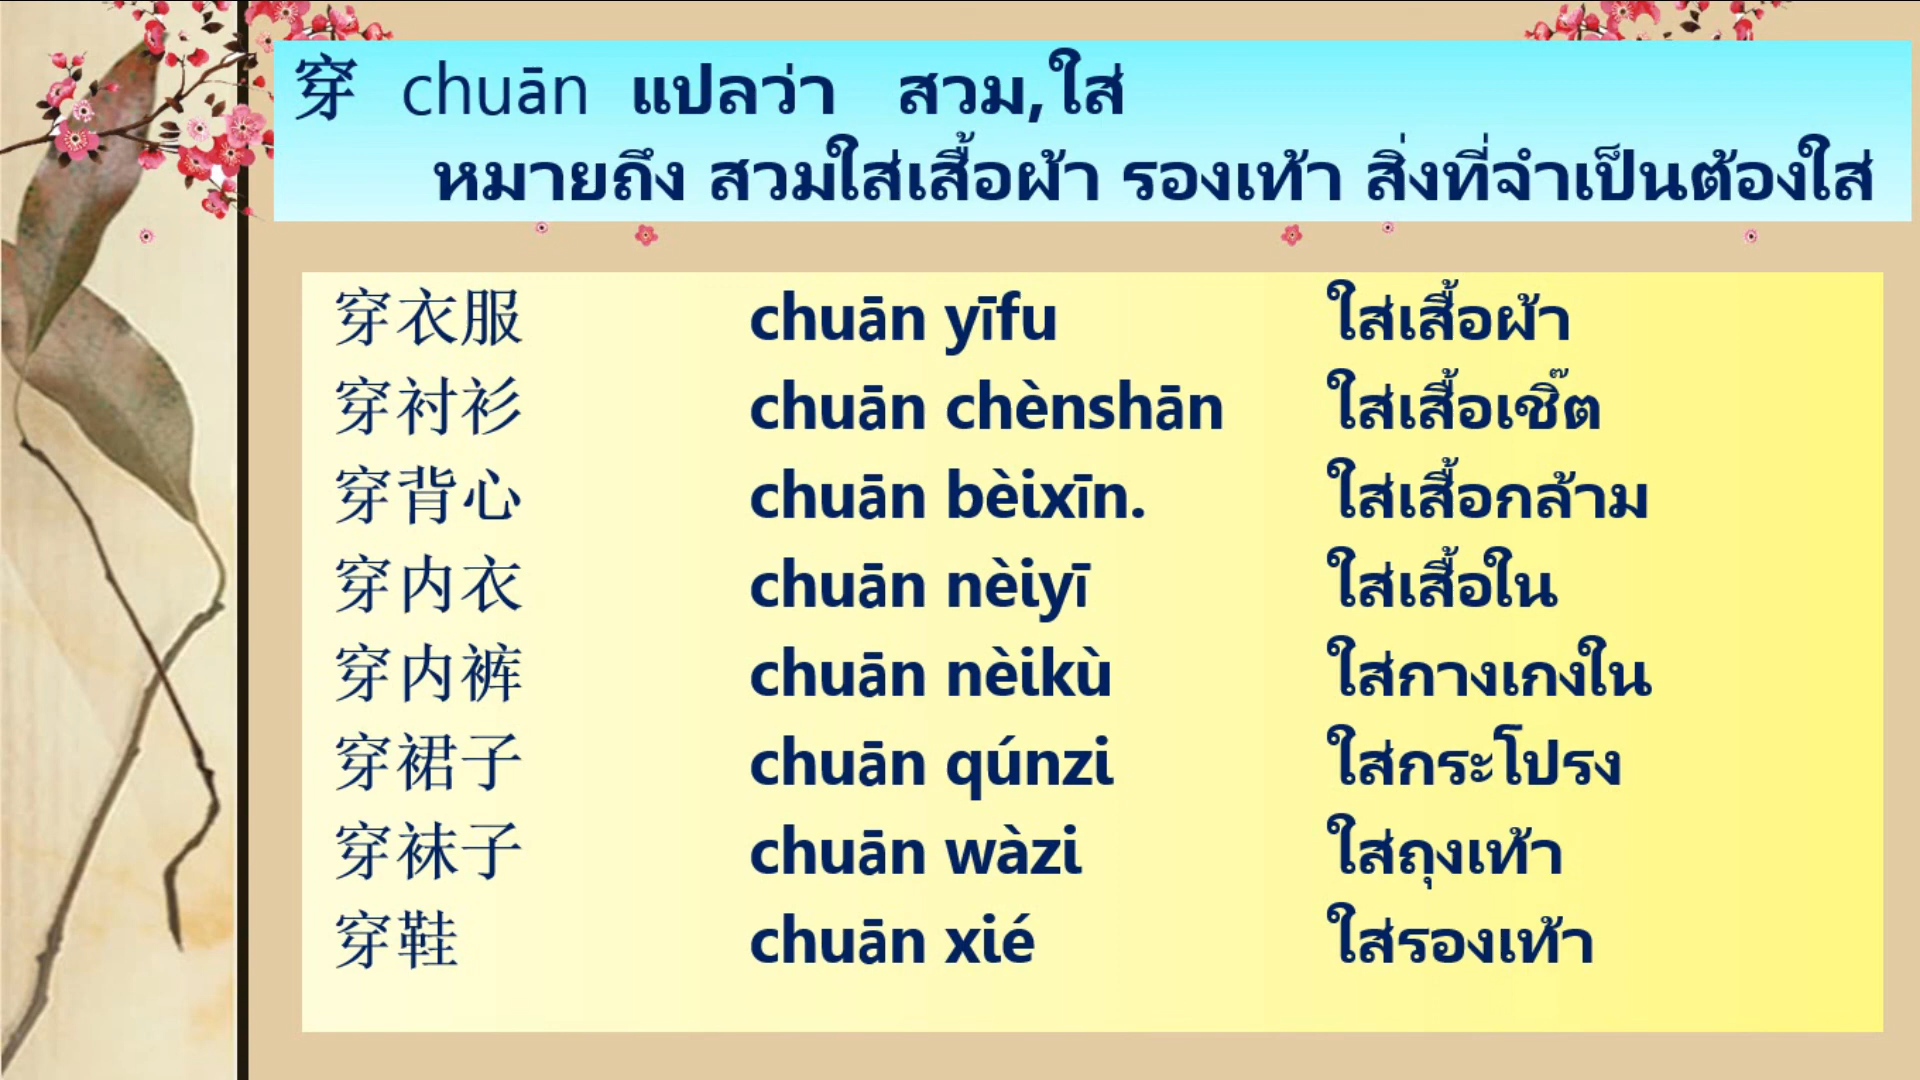 穿 chuān แปลว่า สวม,ใส่
หมายถึง สวมใส่เสื้อผ้า รองเท้า สิ่งที่จำเป็นต้องใส่
穿衣服 chuān yīfu ใส่เสื้อผ้า
穿衬衫 chuān chènshān ใส่เสื้อเชิ๊ต
穿背心 chuān bèixīn. ใส่เสื้อกล้าม
穿内衣 chuān nèiyī ใส่เสื้อใน
穿内裤 chuān nèikù ใส่กางเกงใน
穿裙子 chuān qúnzi ใส่กระโปรง
穿袜子 chuān wàzi ใส่ถุงเท้า
穿鞋 chuān xié ใส่รองเท้า